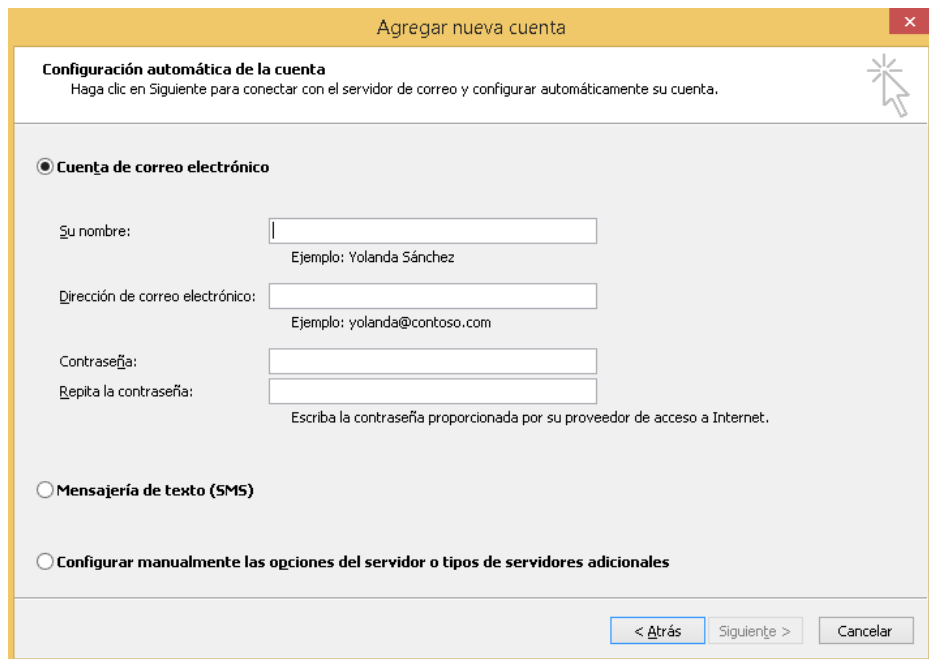 Agregar nueva cuenta
Configuración automática de la cuenta
Haga clic en Siguiente para conectar con el servidor de correo y configurar automáticamente su cuenta.
Cuenta de correo electrónico
Su nombre:
Ejemplo: Yolanda Sánchez
Dirección de correo electrónico:
Ejemplo: yolanda@contoso.com
Contraseña:
Repita la contraseña:
Escriba la contraseña proporcionada por su proveedor de acceso a Internet.
Mensajería de texto (SMS)
Configurar manualmente las opciones del servidor o tipos de servidores adicionales
< Atrás Siguiente > Cancelar